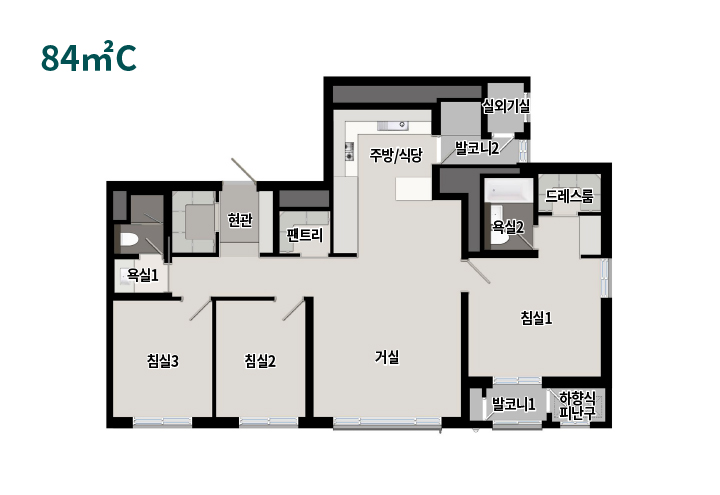 84㎡C
실외기실
주방/식당
발코니2
드레스룸
현관
팬트리
욕실2
욕실1
침실1
침실3
침실2
거실
발코니1
하향식
피난구